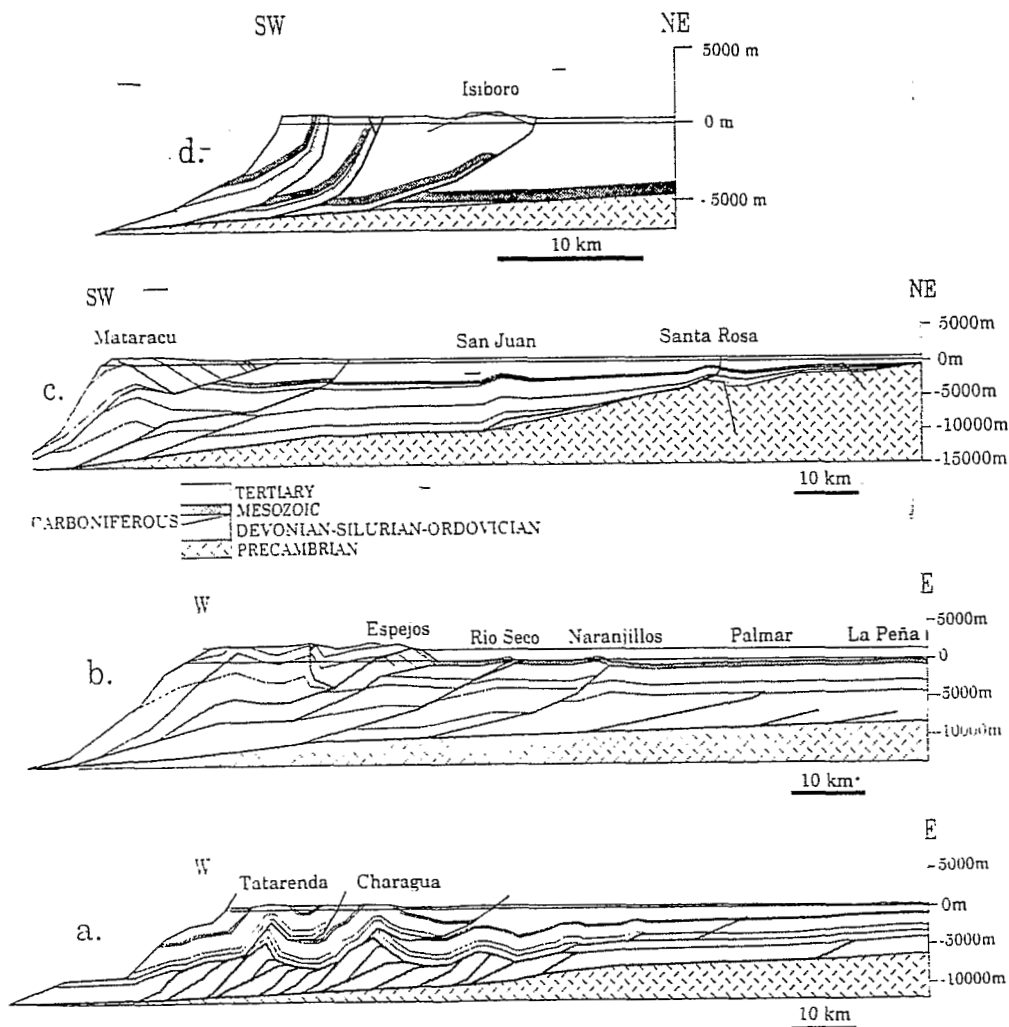 SW NE
5000 m
Isiboro
0 m
d.
- 5000 m
10 km
SW NE
5000m
Mataracu San Juan Santa Rosa
0m
c.
-5000m
-10000m
-15000m
10 km
TERTIARY
MESOZOIC
CARBONIFEROUS
DEVONIAN-SILURIAN-ORDOVICIAN
PRECAMBRIAN
W E
5000m
Espejos Rio Seco Naranjillos Palmar La Peña
0
b.
-5000m
-10000m
10 km
E
W
5000m
Tatarenda Charagua
0m
a.
-5000m
-10000m
10 km